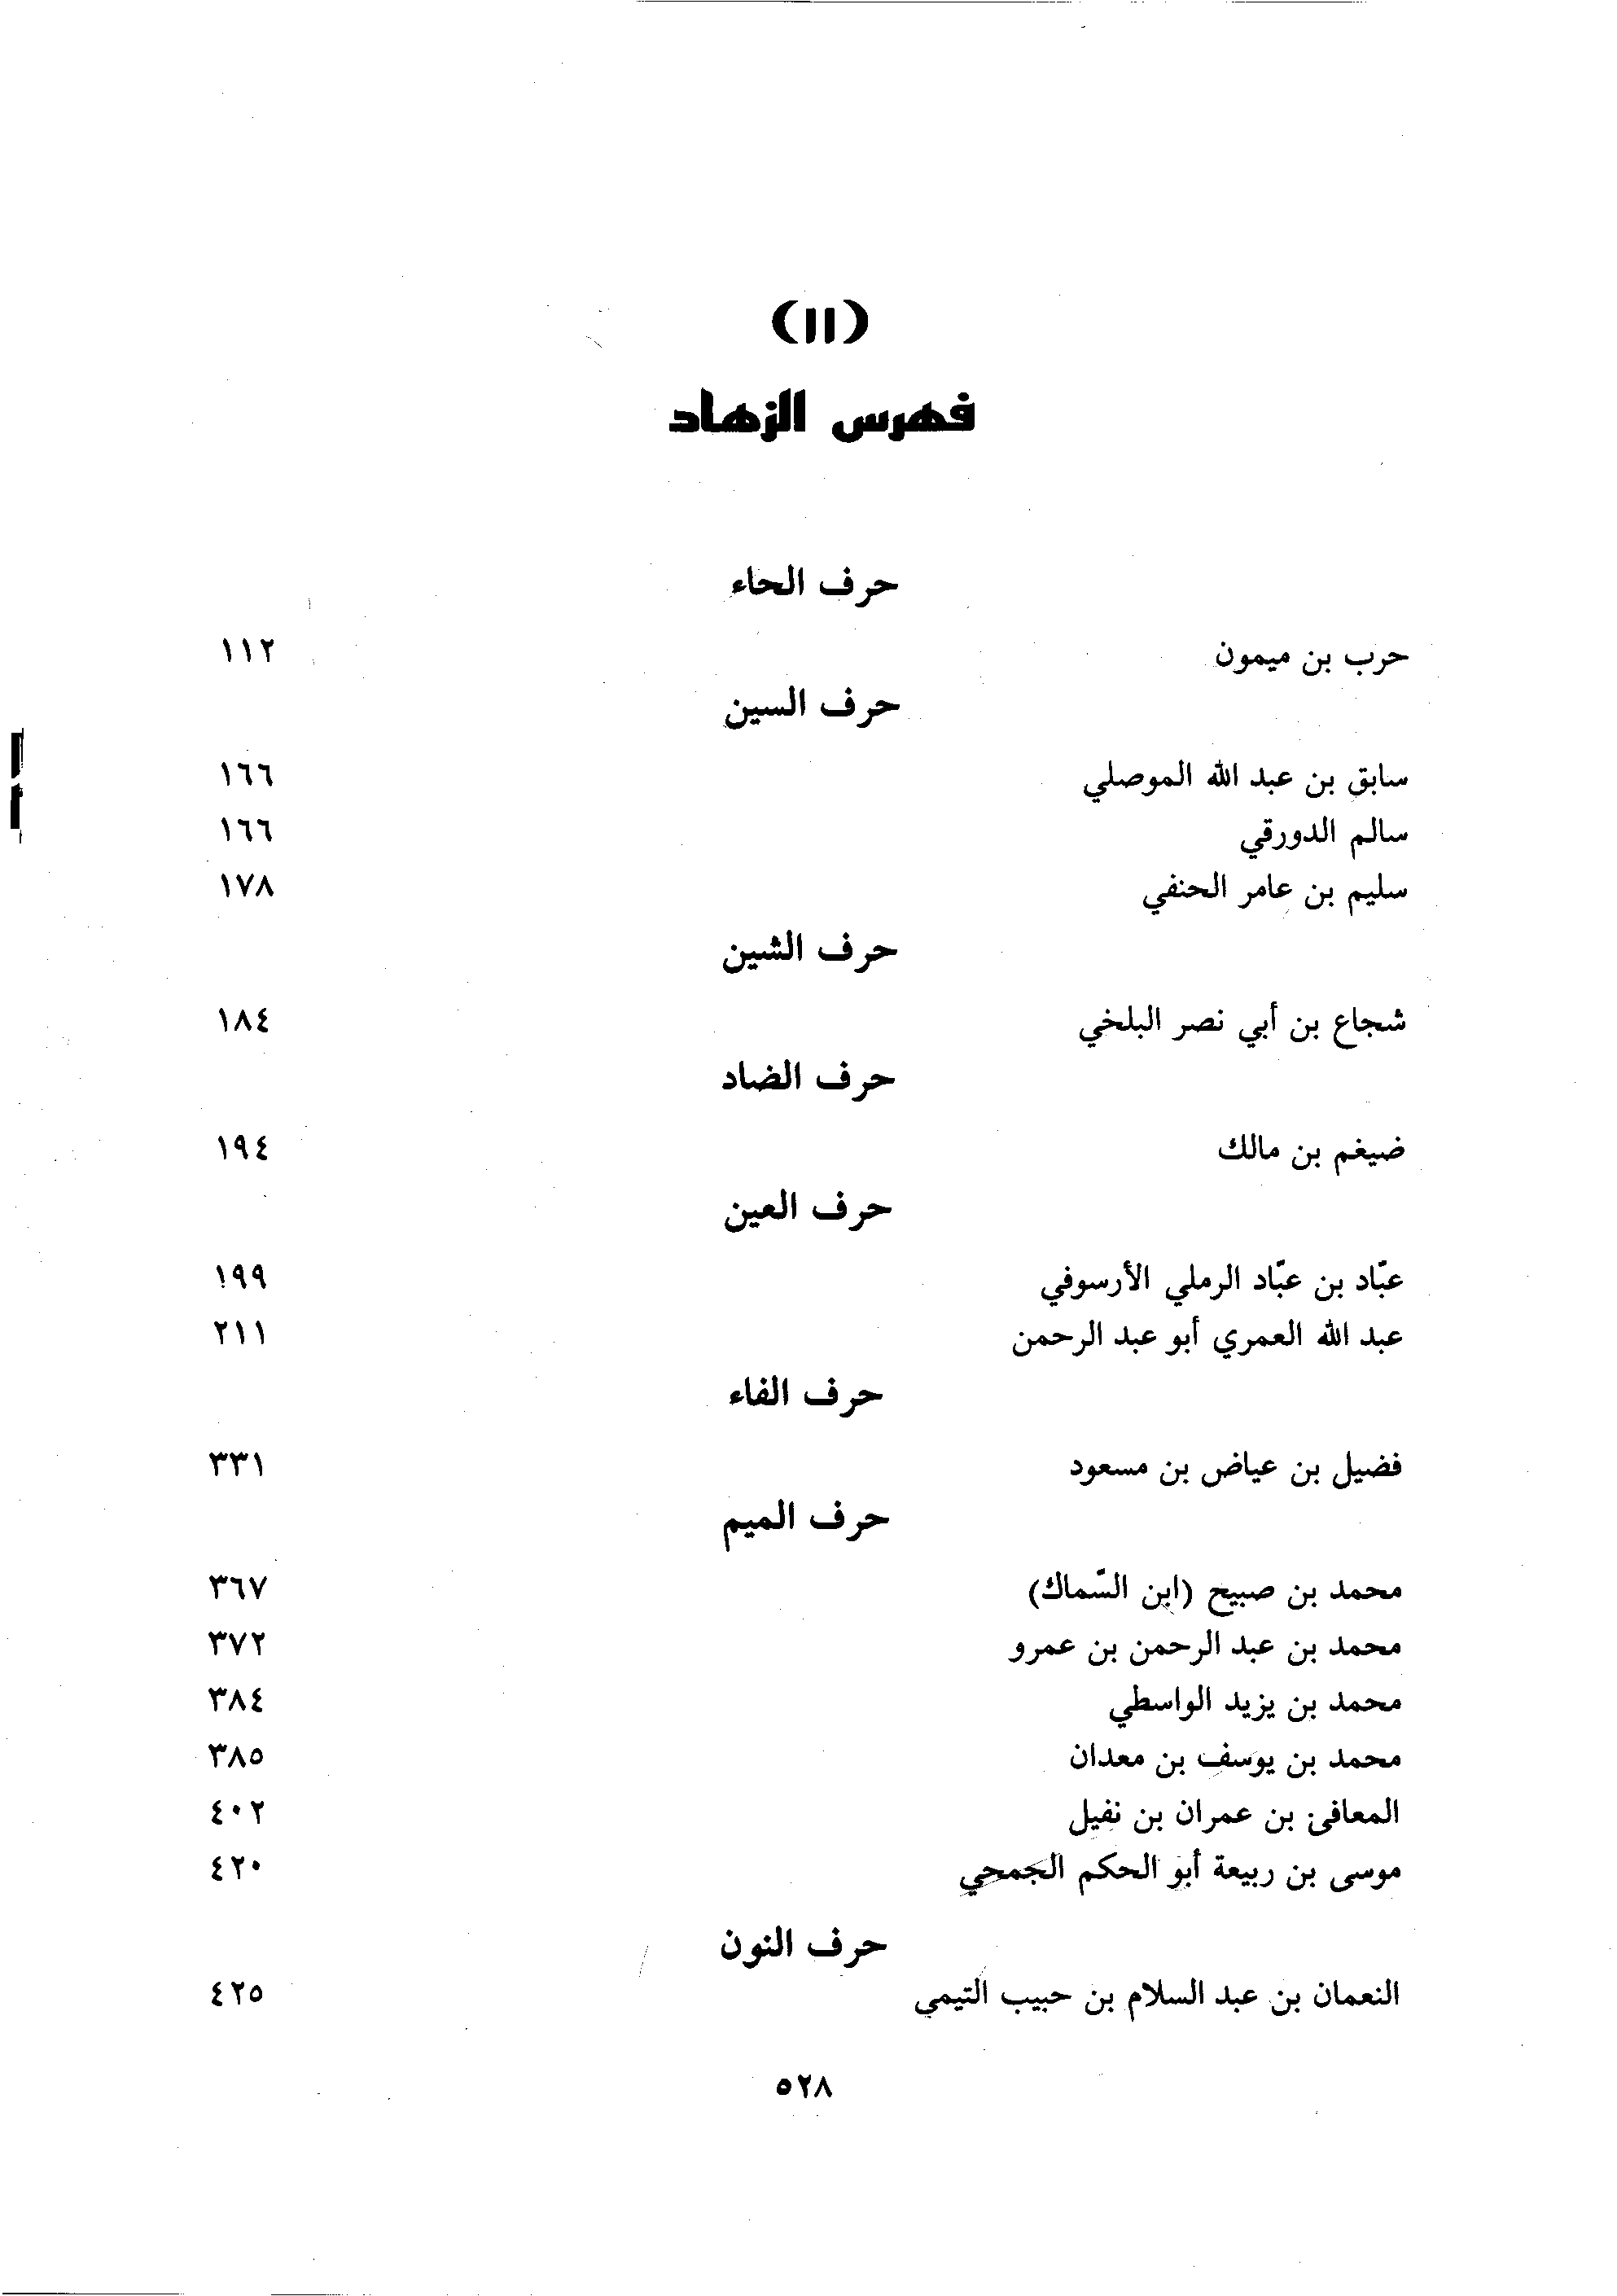 (١١)
فهرس الزهاد
حرف الحاء
حرب بن ميمون ١١٢
حرف السين
سابق بن عبد الله الموصلي ١٦٦
سالم الدورقي ١٦٦
سليم بن عامر الحنفي ١٧٨
حرف الشين
شجاع بن أبي نصر البلخي ١٨٤
حرف الضاد
ضيغم بن مالك ١٩٤
حرف العين
عبّاد بن عبّاد الرملي الأرسوفي ١٩٩
عبد الله العمري أبو عبد الرحمن ٢١١
حرف الفاء
فضيل بن عياض بن مسعود ٣٣١
حرف الميم
محمد بن صبيح (ابن السّماك) ٣٦٧
محمد بن عبد الرحمن بن عمرو ٣٧٢
محمد بن يزيد الواسطي ٣٨٤
محمد بن يوسف بن معدان ٣٨٥
المعافى بن عمران بن نفيل ٤٠٢
موسى بن ربيعة أبو الحكم الجمحي ٤٢٠
حرف النون
النعمان بن عبد السلام بن حبيب التيمي ٤٢٥
٥٢٨